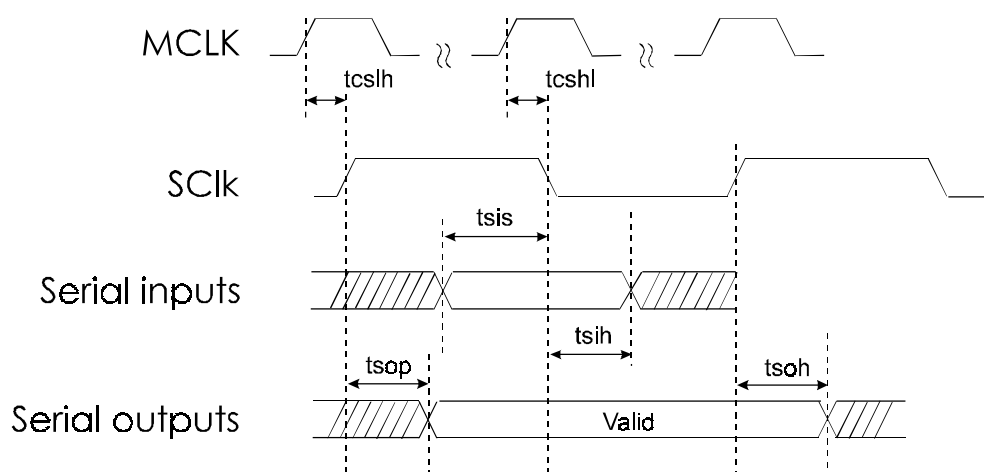 MCLK
tcslh
tcshl
SClk
tsis
Serial inputs
tsih
tsop
tsoh
Serial outputs
Valid